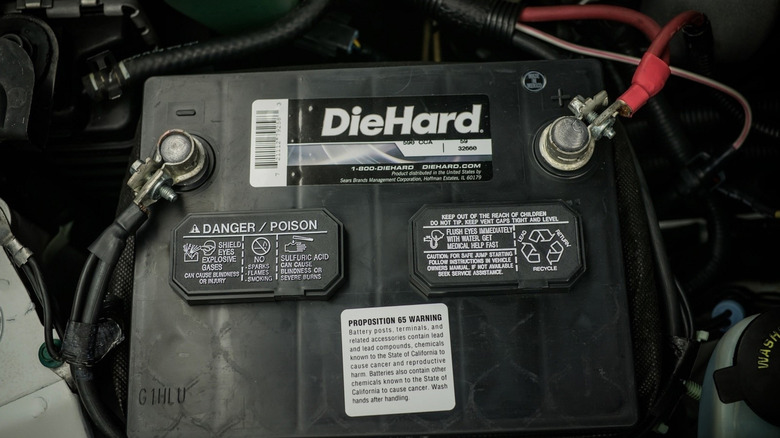 DieHard
590 CCA
59
32660
1-800-DIEHARD DIEHARD.COM
Product distributed in the United States by
Sears Brands Management Corporation, Hoffman Estates, IL 60179
DANGER / POISON
SHIELD
EYES
EXPLOSIVE
GASES
CAN CAUSE BLINDNESS
OR INJURY
NO
SPARKS
FLAMES
SMOKING
SULFURIC ACID
CAN CAUSE
BLINDNESS OR
SEVERE BURNS
KEEP OUT OF THE REACH OF CHILDREN
DO NOT TIP. KEEP VENT CAPS TIGHT AND LEVEL
FLUSH EYES IMMEDIATELY
WITH WATER, GET
MEDICAL HELP FAST
CAUTION: FOR SAFE JUMP STARTING
FOLLOW INSTRUCTIONS IN VEHICLE
OWNERS MANUAL. IF NOT AVAILABLE
SEEK SERVICE ASSISTANCE.
LEAD
RETURN
RECYCLE
PROPOSITION 65 WARNING
Battery posts, terminals, and
related accessories contain
lead and lead compounds, chemicals
known to the State of California
to cause cancer and reproductive
harm. Batteries also contain other
chemicals known to the State of
California to cause cancer. Wash
hands after handling.
G1HLU
WASH